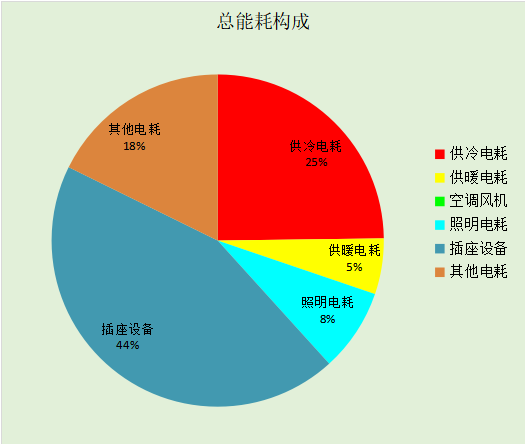 总能耗构成
其他电耗
18%
供冷电耗
25%
供暖电耗
5%
照明电耗
8%
插座设备
44%
供冷电耗
供暖电耗
空调风机
照明电耗
插座设备
其他电耗